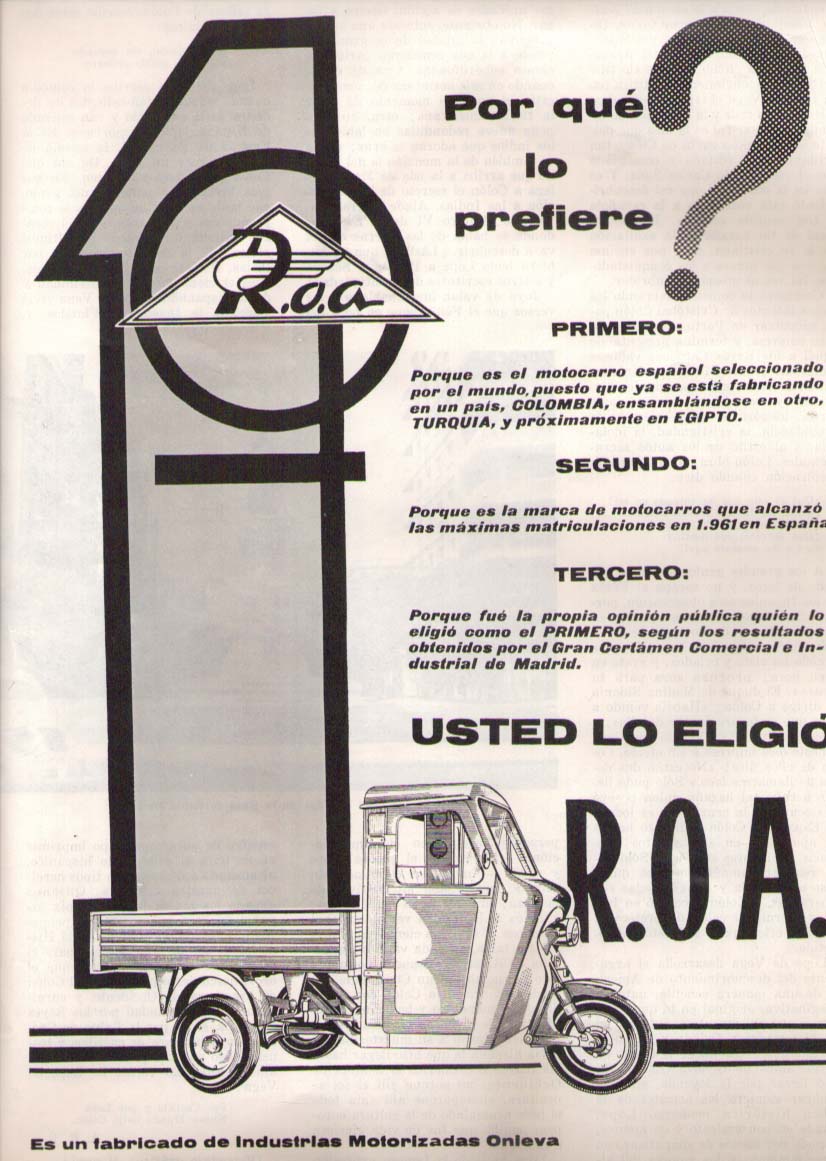 Por qué
lo
prefiere
?
R.o.a
PRIMERO:
Porque es el motocarro español seleccionado
por el mundo, puesto que ya se está fabricando
en un país, COLOMBIA, ensamblándose en otro,
TURQUIA, y próximamente en EGIPTO.
SEGUNDO:
Porque es la marca de motocarros que alcanzó
las máximas matriculaciones en 1.961 en España
TERCERO:
Porque fué la propia opinión pública quién lo
eligió como el PRIMERO, según los resultados
obtenidos por el Gran Certámen Comercial e In-
dustrial de Madrid.
USTED LO ELIGIÓ
R.O.A.
Es un fabricado de Industrias Motorizadas Onieva